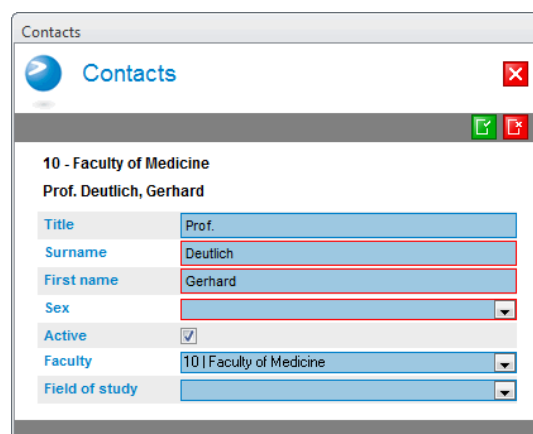 Contacts
Contacts
10 - Faculty of Medicine
Prof. Deutlich, Gerhard
Title Prof.
Surname Deutlich
First name Gerhard
Sex
Active
Faculty 10 | Faculty of Medicine
Field of study